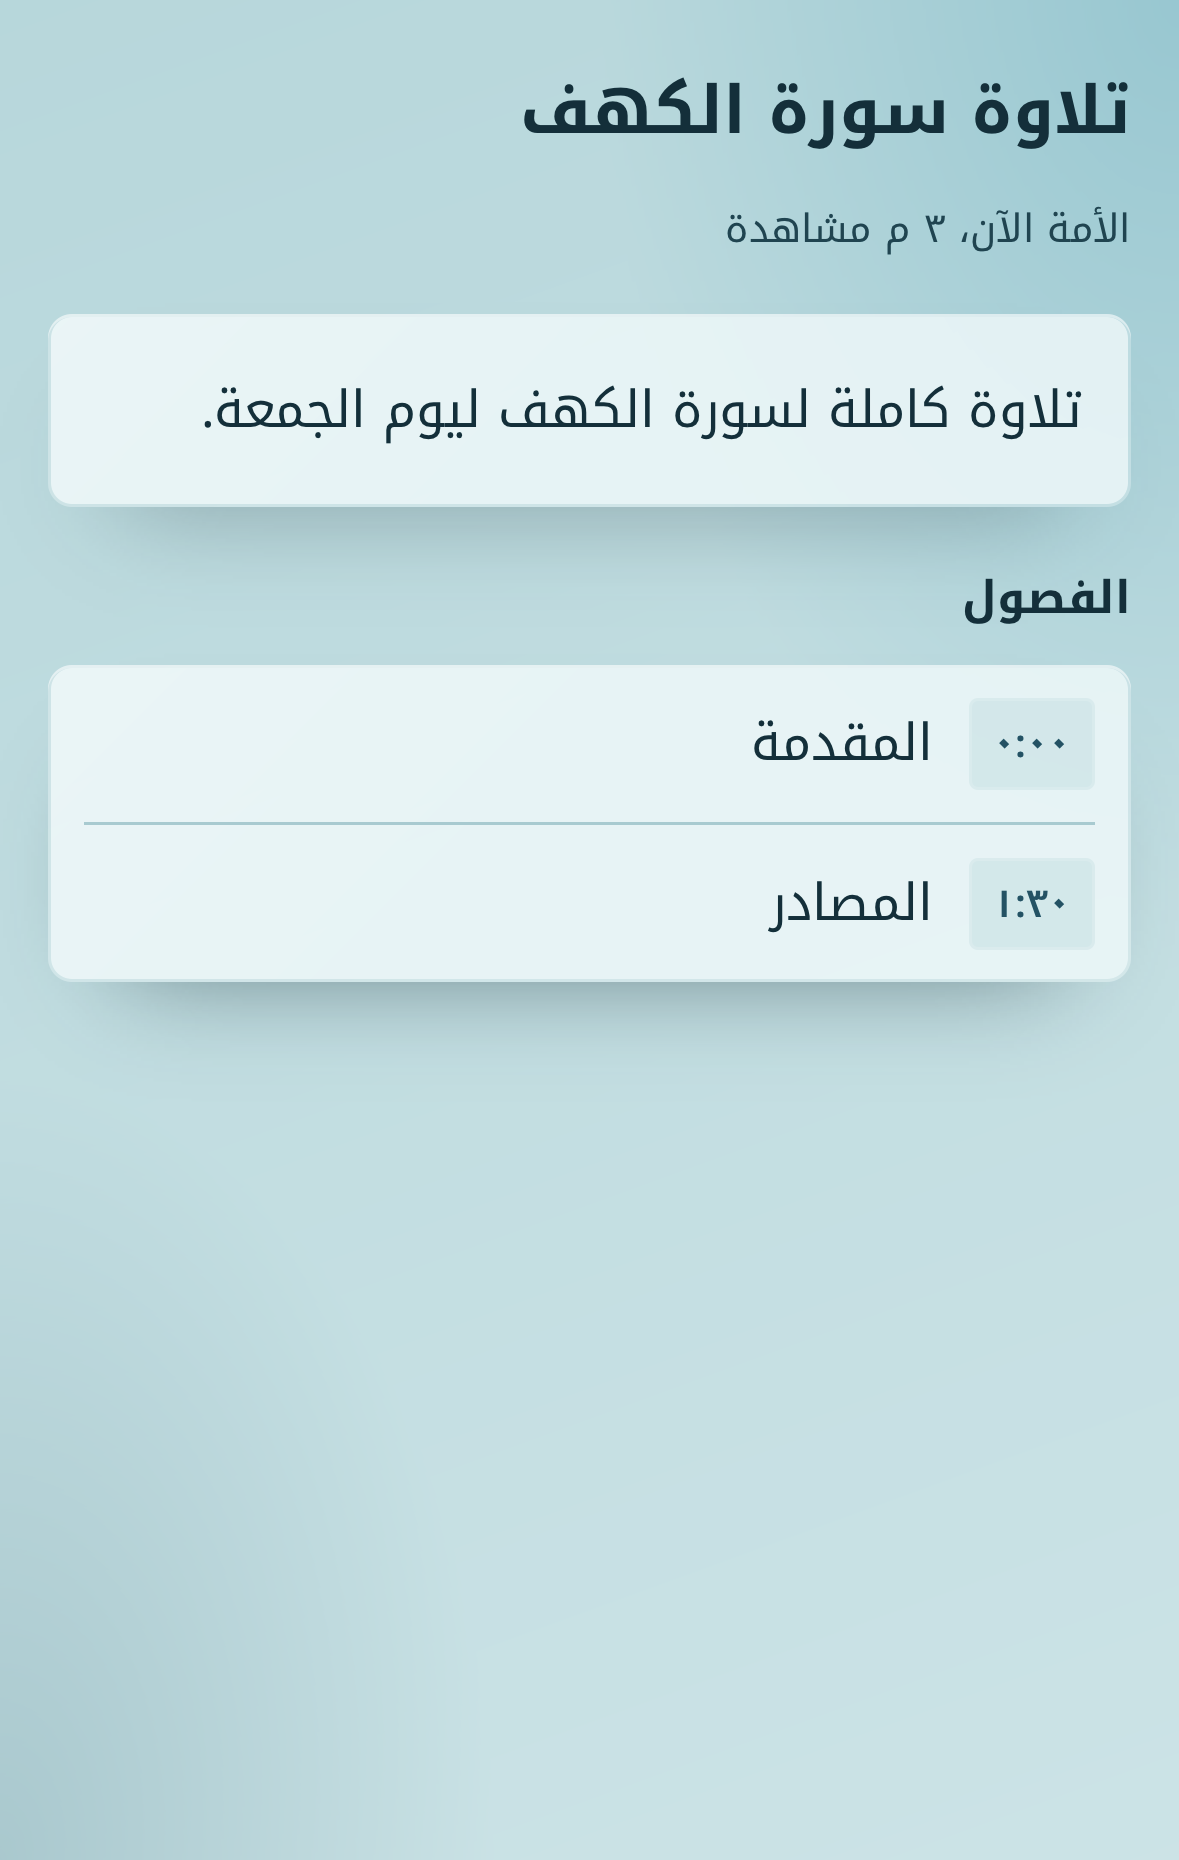 تلاوة سورة الكهف
الأمة الآن، ٣ م مشاهدة
تلاوة كاملة لسورة الكهف ليوم الجمعة.
الفصول
٠:٠٠ المقدمة
١:٣٠ المصادر